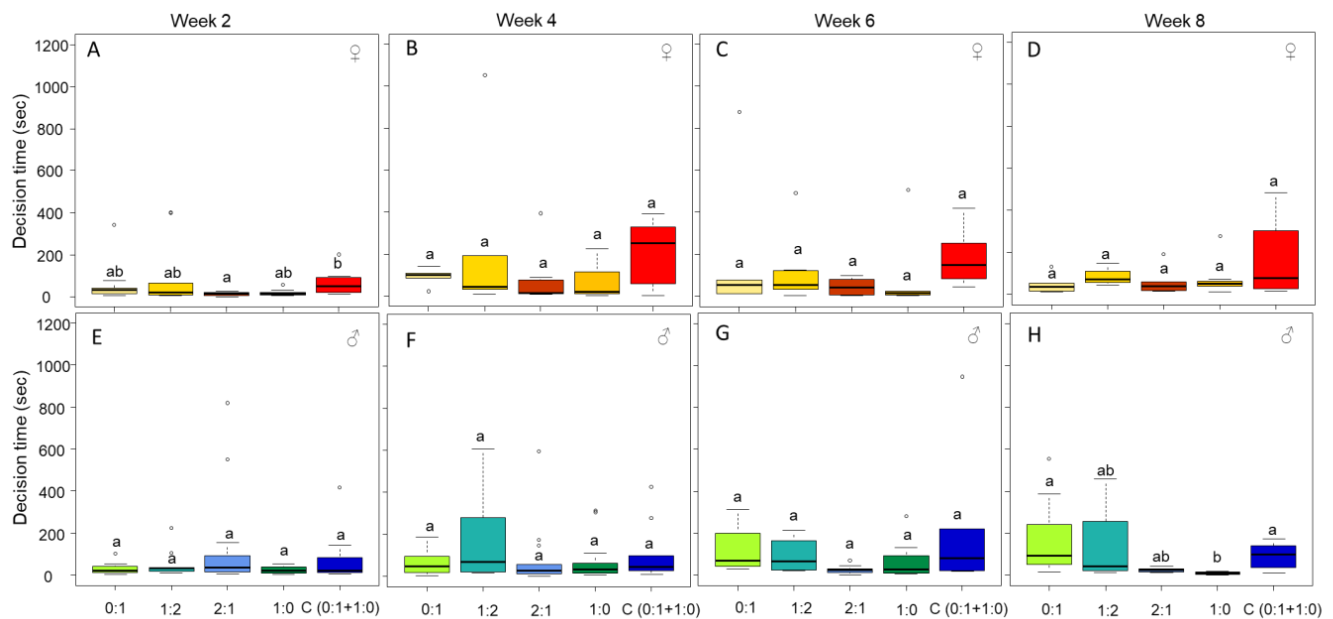 Week 2 Week 4 Week 6 Week 8
A ♀ B ♀ C ♀ D ♀
Decision time (sec)
1200
1000
800
600
400
200
0
ab ab a ab b
a a a a a
a a a a a
a a a a a
E ♂ F ♂ G ♂ H ♂
Decision time (sec)
1200
1000
800
600
400
200
0
a a a a a
a a a a a
a a a a a
a ab ab b a
0:1 1:2 2:1 1:0 C (0:1+1:0) 0:1 1:2 2:1 1:0 C (0:1+1:0) 0:1 1:2 2:1 1:0 C (0:1+1:0) 0:1 1:2 2:1 1:0 C (0:1+1:0)